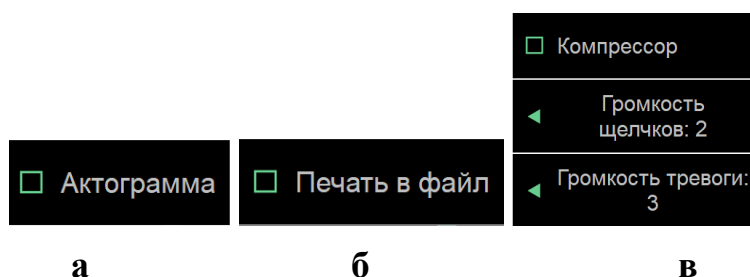 Компрессор
Громкость
щелчков: 2
Актограмма
Печать в файл
Громкость тревоги:
3
а
б
в